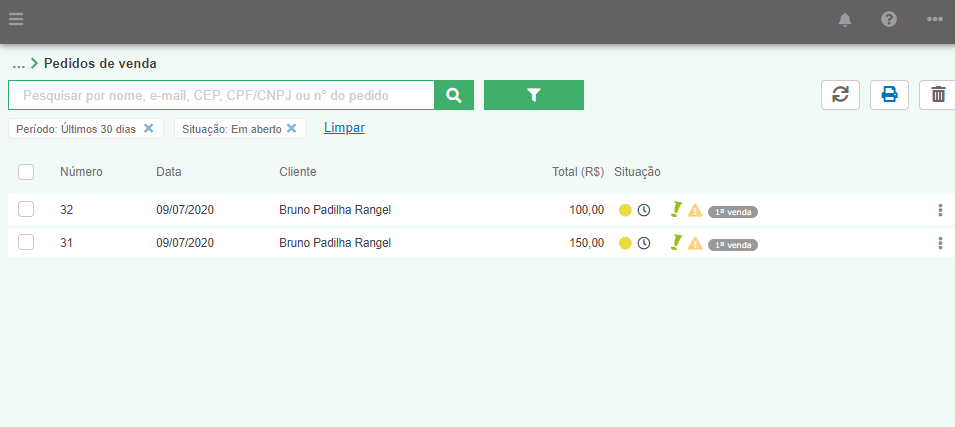 ... Pedidos de venda
Pesquisar por nome, e-mail, CEP, CPF/CNPJ ou n° do pedido
Período: Últimos 30 dias Situação: Em aberto Limpar
Número Data Cliente Total (R$) Situação
32 09/07/2020 Bruno Padilha Rangel 100,00 1ª venda
31 09/07/2020 Bruno Padilha Rangel 150,00 1ª venda